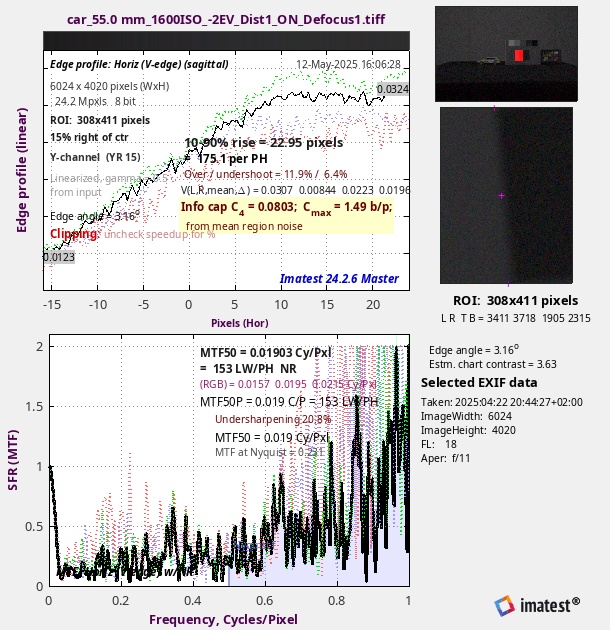 car_55.0 mm_1600ISO_-2EV_Dist1_ON_Defocus1.tiff
Edge profile: Horiz (V-edge) (sagittal)
12-May-2025 16:06:28
6024 x 4020 pixels (WxH)
24.2 Mpxls 8 bit
0.0324
ROI: 308x411 pixels
15% right of ctr
10-90% rise = 22.95 pixels
Y-channel (YR 15)
= 175.1 per PH
Over / undershoot = 11.9% / 6.4%
Linearized, gamma
from input
V(L,R,mean,Δ) = 0.0307 0.00844 0.0223 0.0196
Info cap C4 = 0.0803; Cmax = 1.49 b/p;
Edge angle = 3.16°
from mean region noise
Clipping: uncheck speedup for %
0.0123
Imatest 24.2.6 Master
Edge profile (linear)
-15 -10 -5 0 5 10 15 20
Pixels (Hor)
ROI: 308x411 pixels
L R T B = 3411 3718 1905 2315
Edge angle = 3.16°
Estm. chart contrast = 3.63
Selected EXIF data
Taken: 2025:04:22 20:44:27+02:00
ImageWidth: 6024
ImageHeight: 4020
FL: 18
Aper: f/11
MTF50 = 0.01903 Cy/Pxl
= 153 LW/PH NR
(RGB) = 0.0157 0.0195 0.0215 Cy/Pxl
MTF50P = 0.019 C/P = 153 LW/PH
Undersharpening 20.8%
MTF50 = 0.019 Cy/Pxl
MTF at Nyquist = 0.231
SFR (MTF)
2
1.5
1
0.5
0
0 0.2 0.4 0.6 0.8 1
Frequency, Cycles/Pixel
imatest®